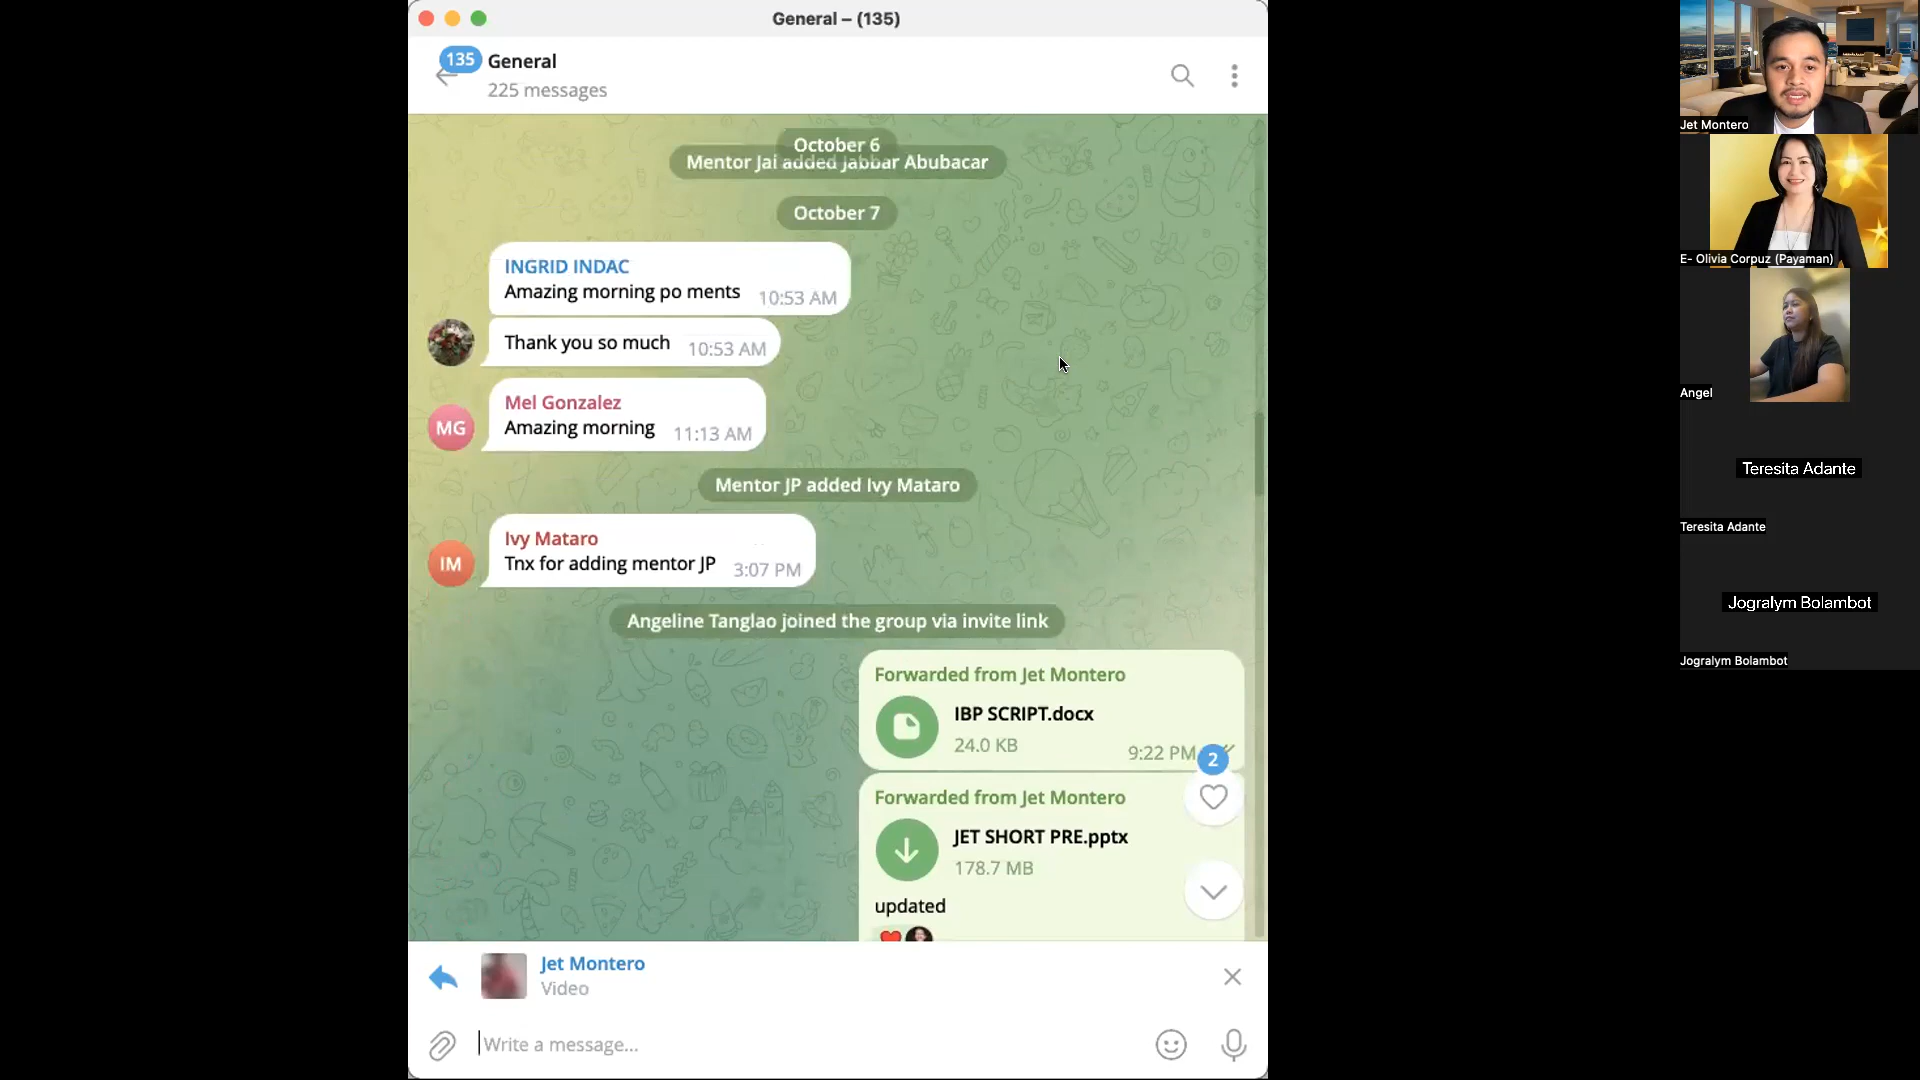 General – (135)
135
General
225 messages
October 6
Mentor Jai added Jabbar Abubacar
October 7
INGRID INDAC
Amazing morning po ments 10:53 AM
Thank you so much 10:53 AM
Mel Gonzalez
MG
Amazing morning 11:13 AM
Mentor JP added Ivy Mataro
Ivy Mataro
IM
Tnx for adding mentor JP 3:07 PM
Angeline Tanglao joined the group via invite link
Forwarded from Jet Montero
IBP SCRIPT.docx
24.0 KB
9:22 PM
2
Forwarded from Jet Montero
JET SHORT PRE.pptx
178.7 MB
updated
Jet Montero
Video
Write a message...
Jet Montero
E- Olivia Corpuz (Payaman)
Angel
Teresita Adante
Teresita Adante
Jogralym Bolambot
Jogralym Bolambot